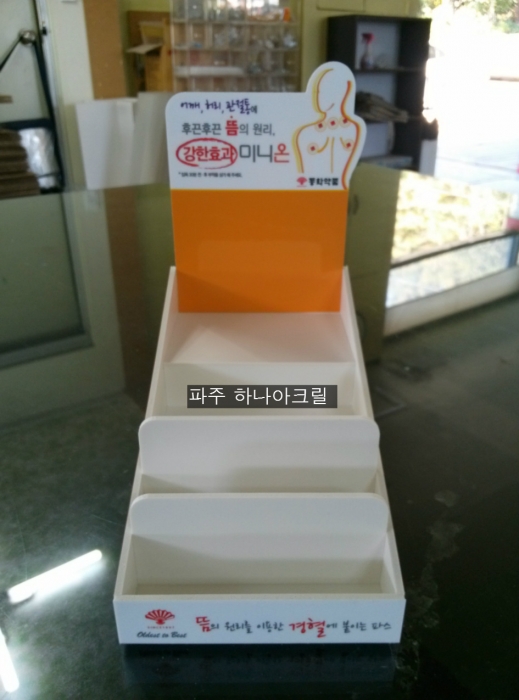 어깨, 허리, 관절통에
후끈후끈 뜸의 원리,
강한효과 미니온
동화약품
파주 하나아크릴
Oldest to Best
뜸의 원리를 이용한 경혈에 붙이는 파스